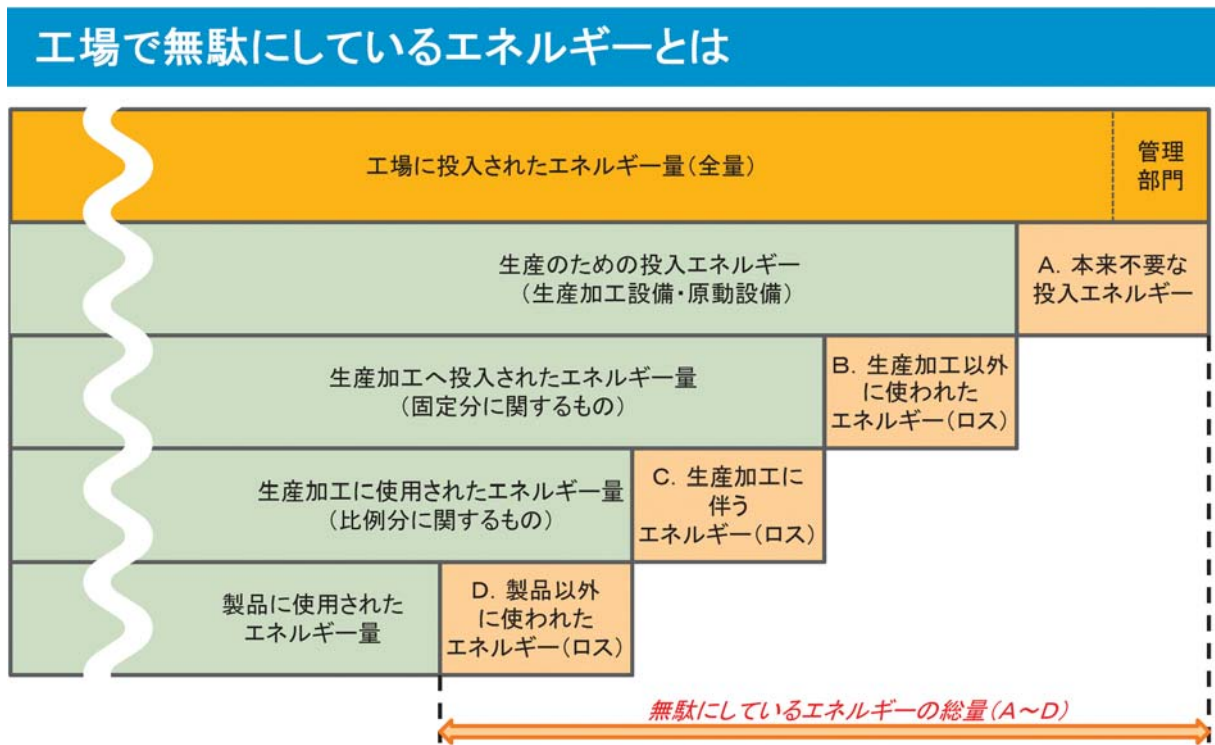 工場で無駄にしているエネルギーとは
工場に投入されたエネルギー量(全量)
管理
部門
生産のための投入エネルギー
(生産加工設備・原動設備)
A. 本来不要な
投入エネルギー
生産加工へ投入されたエネルギー量
(固定分に関するもの)
B. 生産加工以外
に使われた
エネルギー(ロス)
生産加工に使用されたエネルギー量
(比例分に関するもの)
C. 生産加工に
伴う
エネルギー(ロス)
製品に使用された
エネルギー量
D. 製品以外
に使われた
エネルギー(ロス)
無駄にしているエネルギーの総量(A～D)